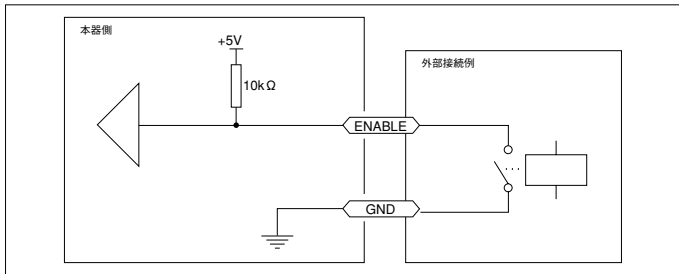 本器側
+5V
10kΩ
ENABLE
GND
外部接続例